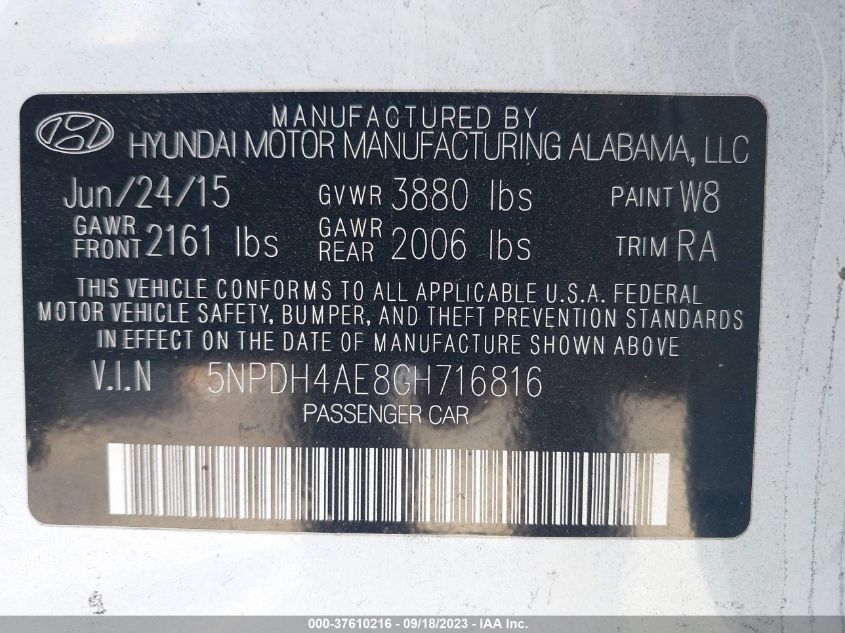 MANUFACTURED BY
HYUNDAI MOTOR MANUFACTURING ALABAMA, LLC
Jun/24/15 GVWR 3880 lbs PAINT W8
GAWR FRONT 2161 lbs GAWR REAR 2006 lbs TRIM RA
THIS VEHICLE CONFORMS TO ALL APPLICABLE U.S.A. FEDERAL
MOTOR VEHICLE SAFETY, BUMPER, AND THEFT PREVENTION STANDARDS
IN EFFECT ON THE DATE OF MANUFACTURE SHOWN ABOVE
V.I.N 5NPDH4AE8GH716816
PASSENGER CAR
000-37610216 - 09/18/2023 - IAA Inc.